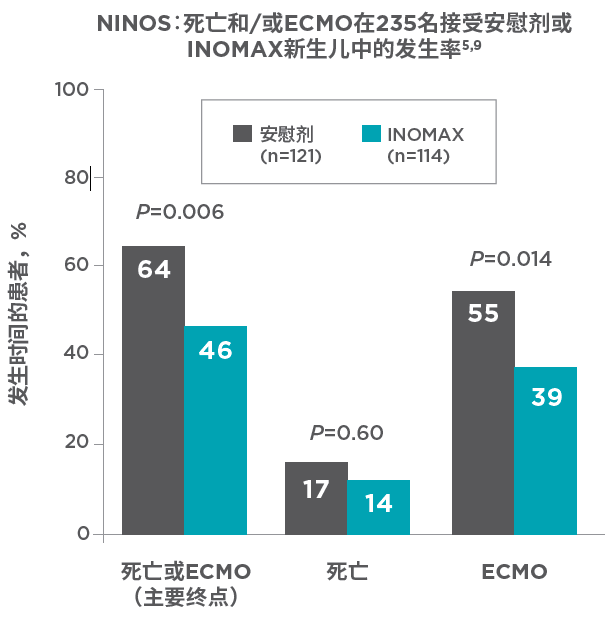 NINOS:死亡和/或ECMO在235名接受安慰剂或
INOMAX新生儿中的发生率5,9
100
80
60
40
20
0
发生时间的患者，%
安慰剂
(n=121)
INOMAX
(n=114)
P=0.006
64
46
P=0.60
17
14
P=0.014
55
39
死亡或ECMO
（主要终点）
死亡
ECMO